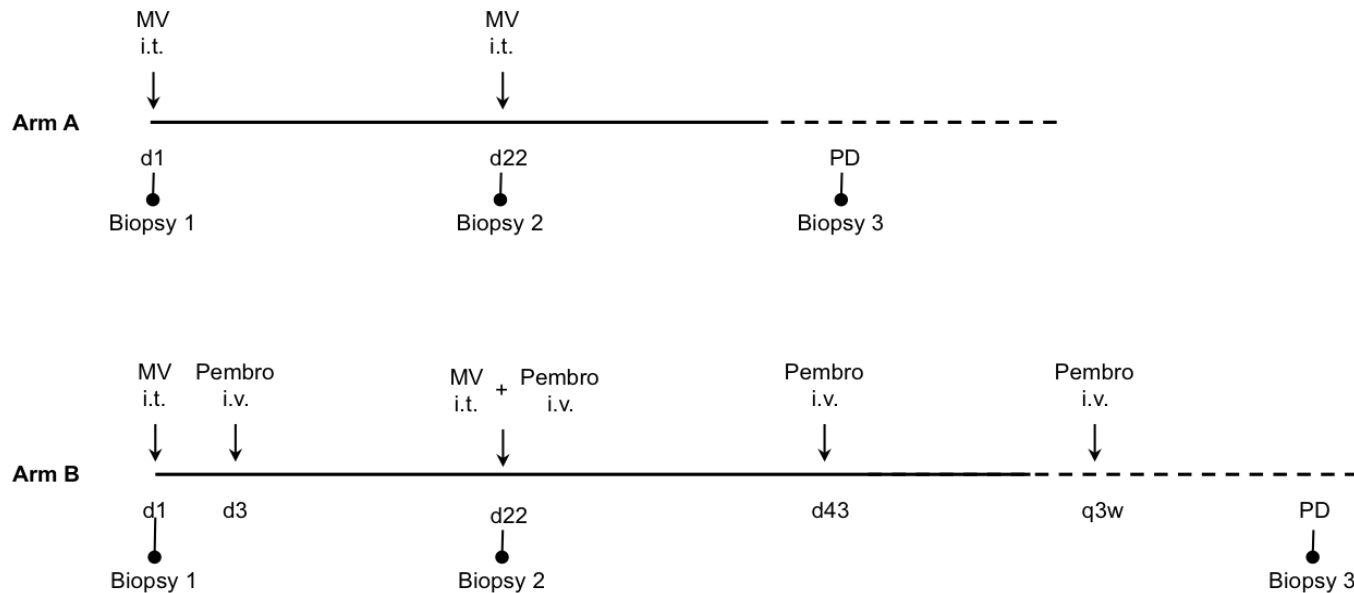 MV MV
i.t. i.t.
Arm A
d1 d22 PD
Biopsy 1 Biopsy 2 Biopsy 3
MV Pembro MV + Pembro Pembro Pembro
i.t. i.v. i.t. i.v. i.v. i.v.
Arm B
d1 d3 d22 d43 q3w PD
Biopsy 1 Biopsy 2 Biopsy 3